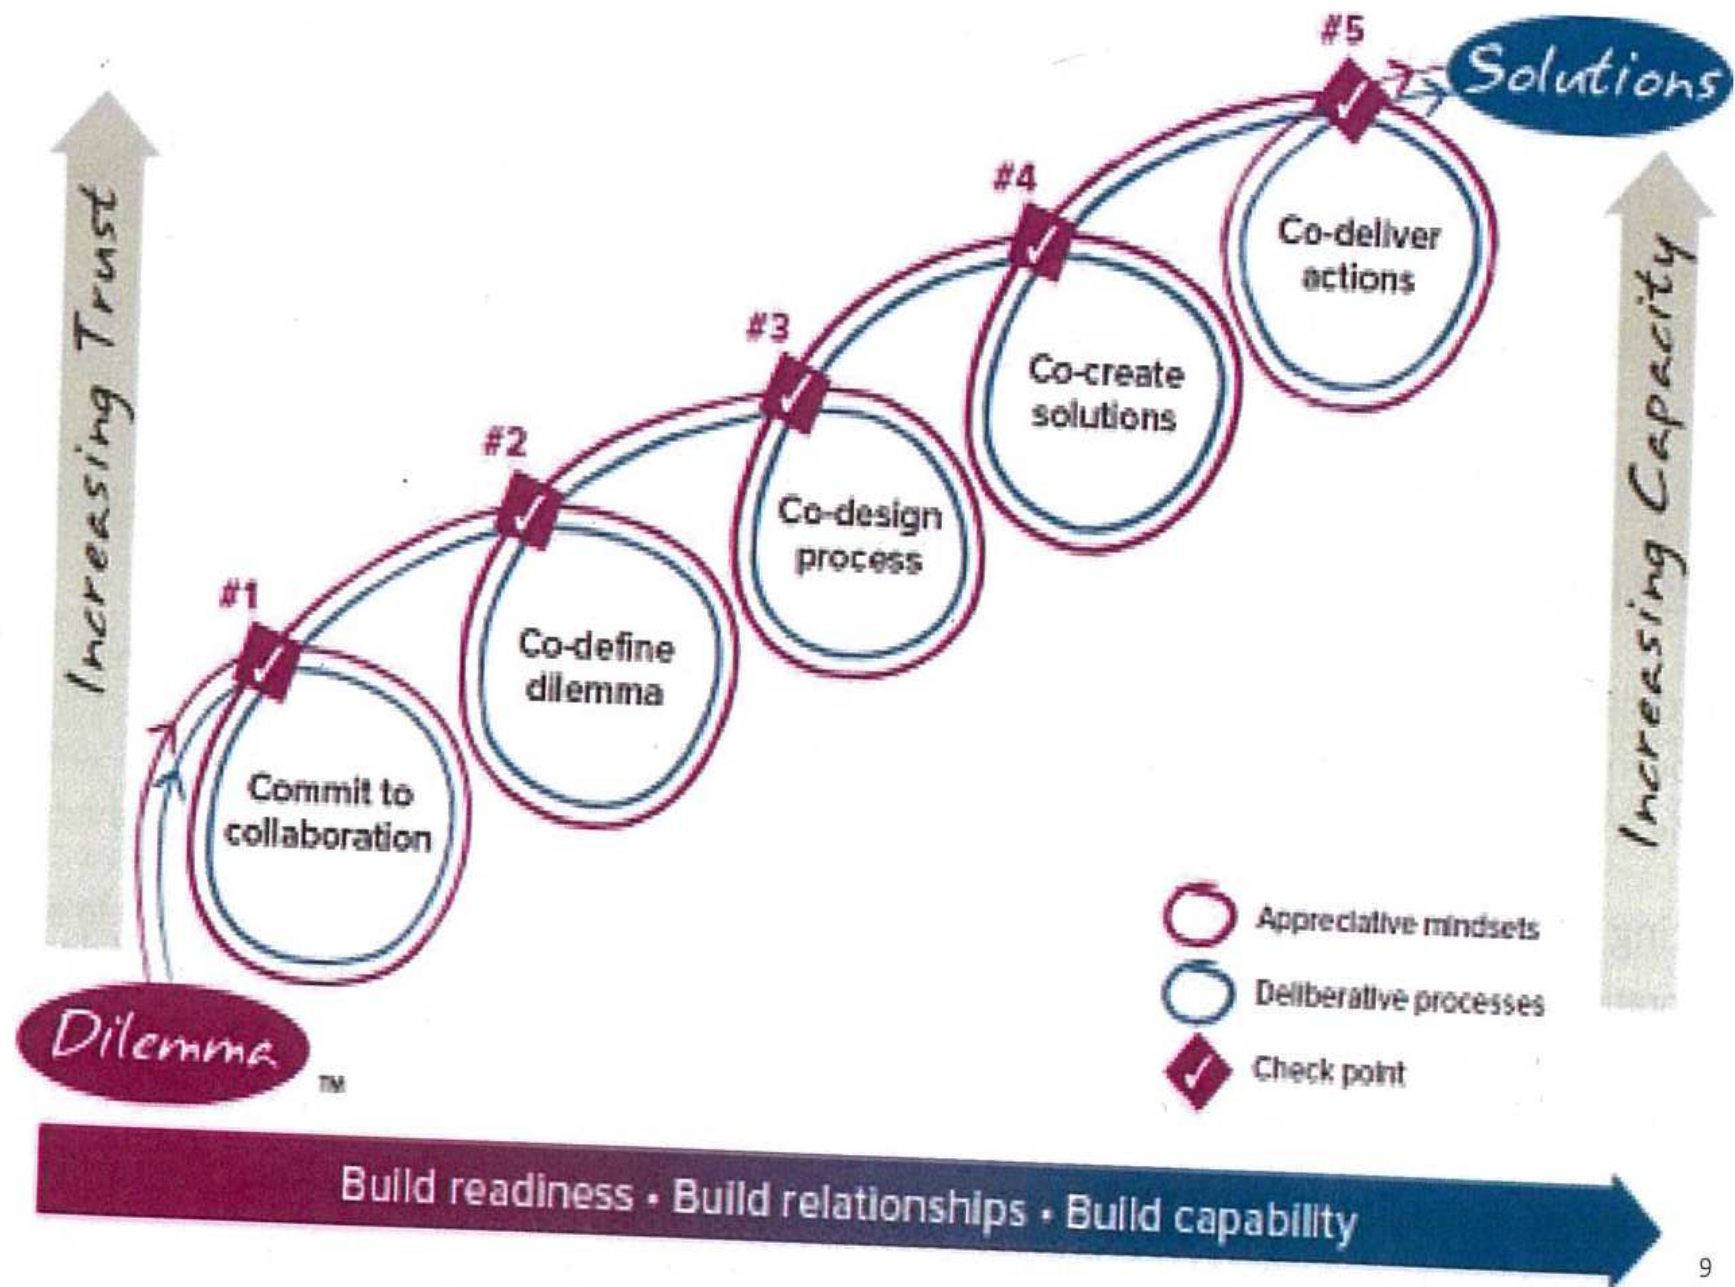 #5
Solutions
#4
Co-deliver
actions
#3
Co-create
solutions
#2
Co-design
process
#1
Co-define
dilemma
Commit to
collaboration
Increasing Trust
Increasing Capacity
Appreciative mindsets
Deliberative processes
Check point
Dilemma
TM
Build readiness • Build relationships • Build capability
9